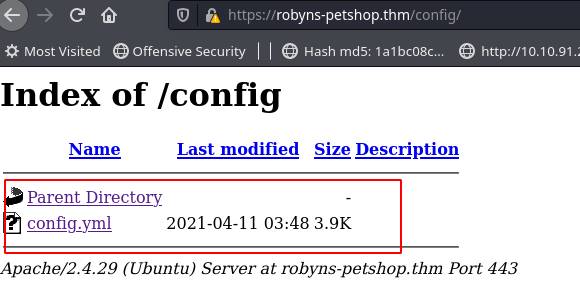 https://robyns-petshop.thm/config/
Most Visited Offensive Security Hash md5: 1a1bc08c... http://10.10.91.2
Index of /config
Name Last modified Size Description
Parent Directory -
config.yml 2021-04-11 03:48 3.9K
Apache/2.4.29 (Ubuntu) Server at robyns-petshop.thm Port 443